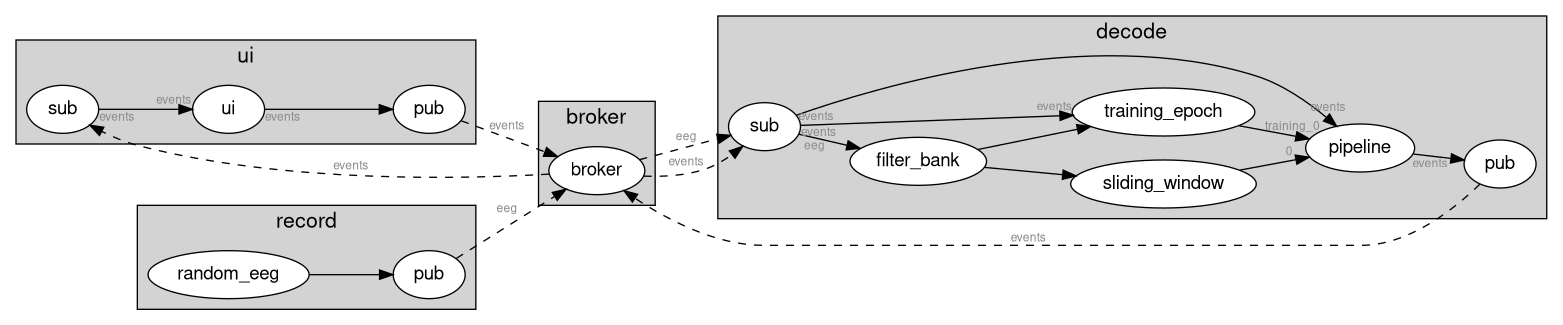 ui
sub
events
events
ui
events
pub
events
events
record
random_eeg
pub
eeg
broker
broker
eeg
events
decode
sub
events
events
eeg
filter_bank
events
training_epoch
sliding_window
training_0
0
events
pipeline
events
pub
events